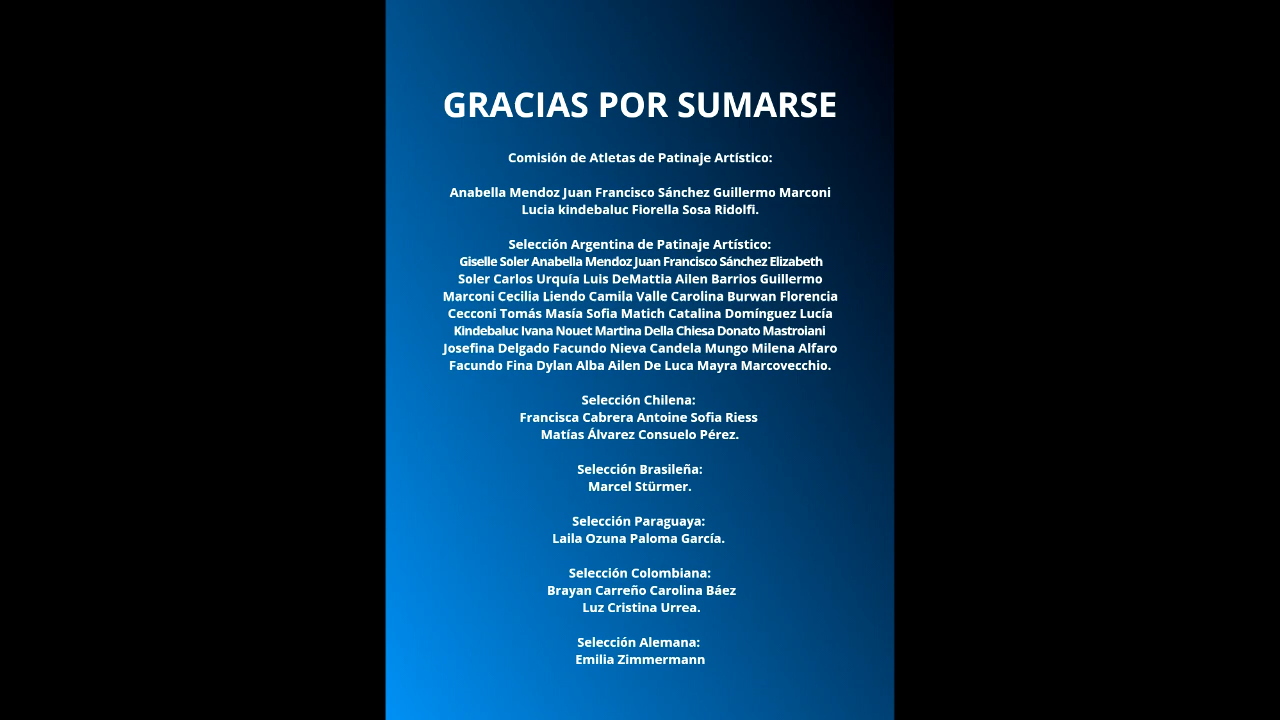 GRACIAS POR SUMARSE
Comisión de Atletas de Patinaje Artístico:
Anabella Mendoz Juan Francisco Sánchez Guillermo Marconi
Lucia kindebaluc Fiorella Sosa Ridolfi.
Selección Argentina de Patinaje Artístico:
Giselle Soler Anabella Mendoz Juan Francisco Sánchez Elizabeth
Soler Carlos Urquía Luis DeMattia Ailen Barrios Guillermo
Marconi Cecilia Liendo Camila Valle Carolina Burwan Florencia
Cecconi Tomás Masía Sofia Matich Catalina Domínguez Lucía
Kindebaluc Ivana Nouet Martina Della Chiesa Donato Mastroiani
Josefina Delgado Facundo Nieva Candela Mungo Milena Alfaro
Facundo Fina Dylan Alba Ailen De Luca Mayra Marcovecchio.
Selección Chilena:
Francisca Cabrera Antoine Sofia Riess
Matías Álvarez Consuelo Pérez.
Selección Brasileña:
Marcel Stürmer.
Selección Paraguaya:
Laila Ozuna Paloma García.
Selección Colombiana:
Brayan Carreño Carolina Báez
Luz Cristina Urrea.
Selección Alemana:
Emilia Zimmermann